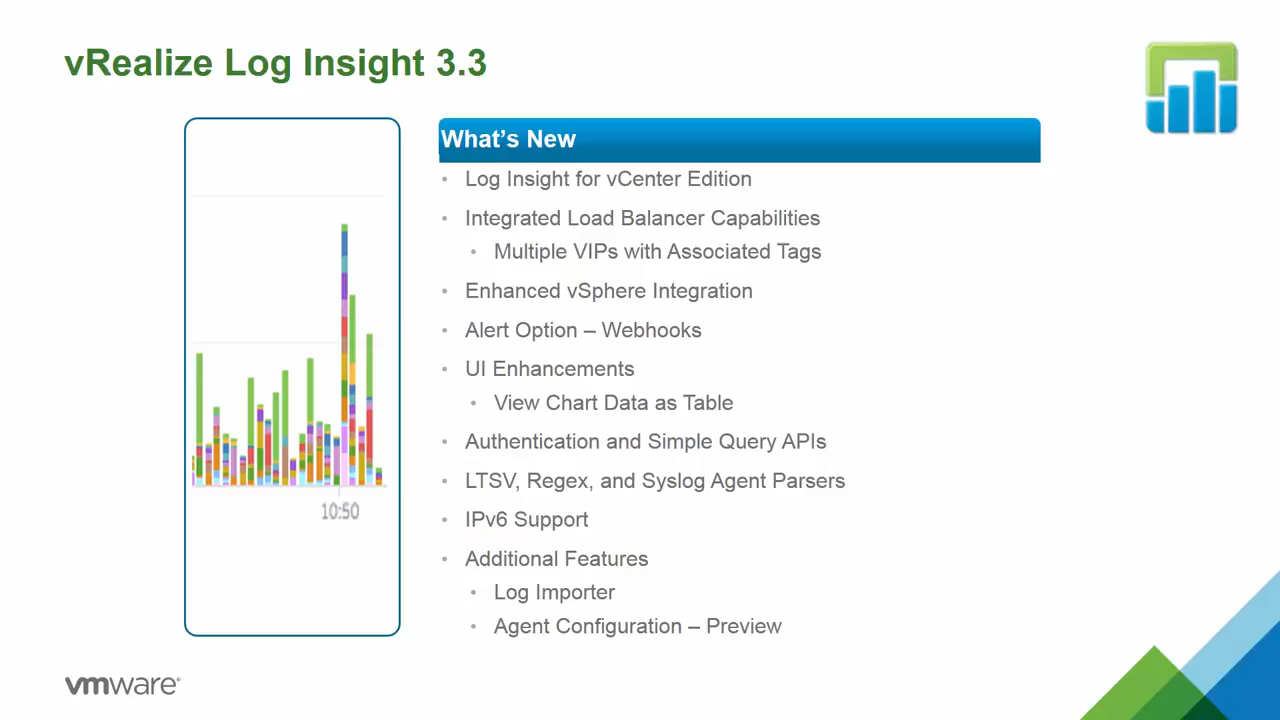 vRealize Log Insight 3.3
What's New
• Log Insight for vCenter Edition
• Integrated Load Balancer Capabilities
• Multiple VIPs with Associated Tags
• Enhanced vSphere Integration
• Alert Option – Webhooks
• UI Enhancements
• View Chart Data as Table
• Authentication and Simple Query APIs
• LTSV, Regex, and Syslog Agent Parsers
• IPv6 Support
• Additional Features
• Log Importer
• Agent Configuration – Preview
10:50
vmware®